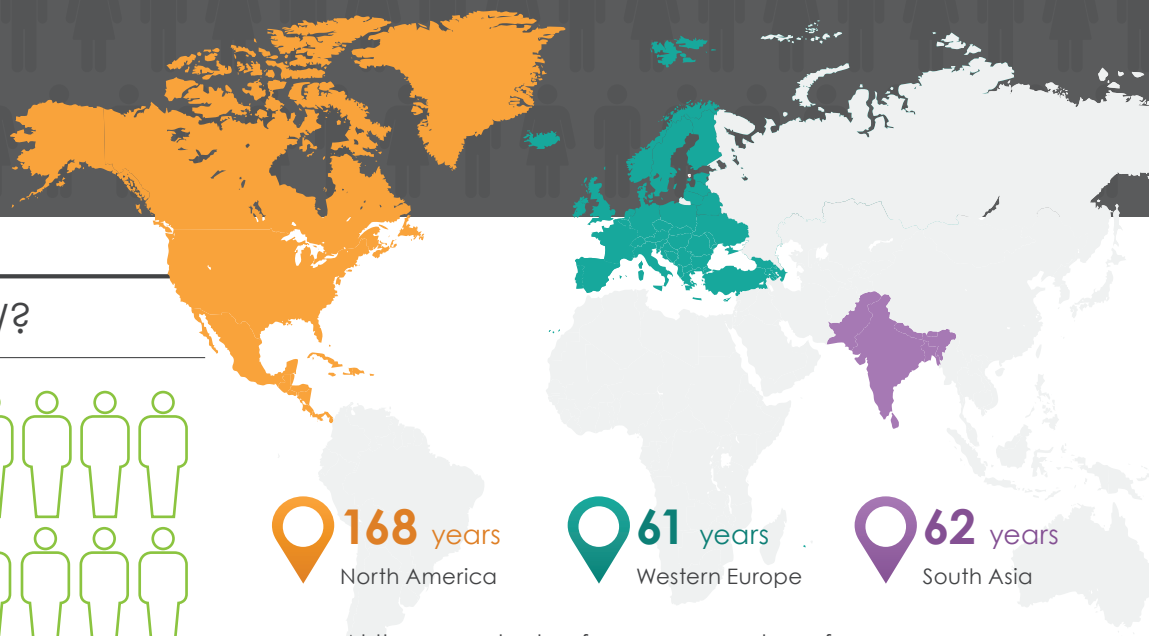 ?
168 years
North America
61 years
Western Europe
62 years
South Asia